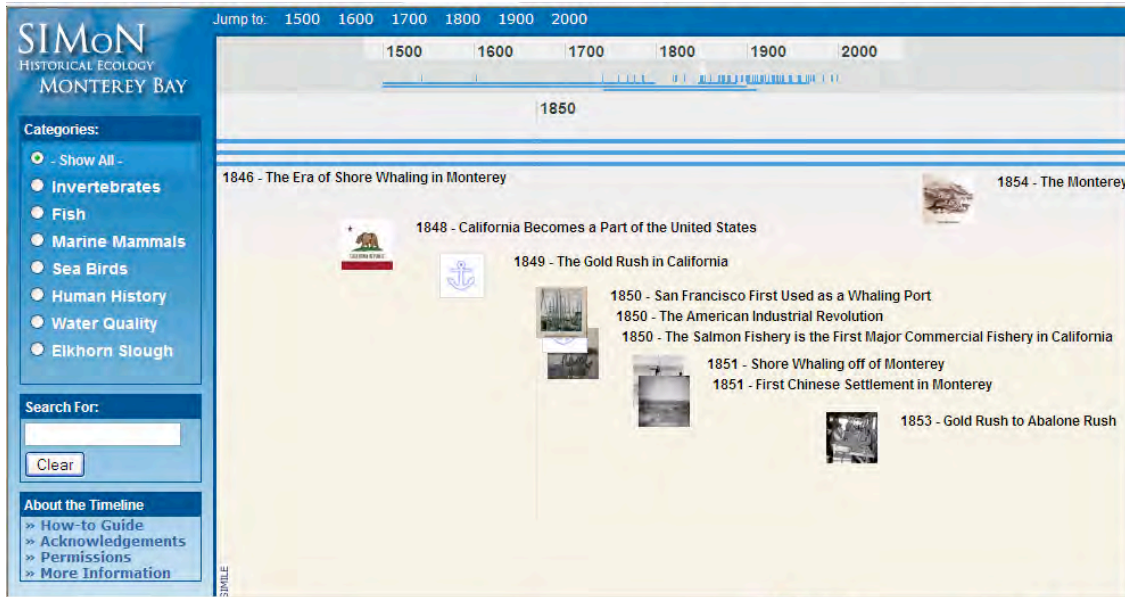 Jump to: 1500 1600 1700 1800 1900 2000
SIMoN
HISTORICAL ECOLOGY
MONTEREY BAY
1500 1600 1700 1800 1900 2000
1850
Categories:
- Show All -
Invertebrates
Fish
Marine Mammals
Sea Birds
Human History
Water Quality
Elkhorn Slough
Search For:
Clear
About the Timeline
» How-to Guide
» Acknowledgements
» Permissions
» More Information
1846 - The Era of Shore Whaling in Monterey
1854 - The Monterey
1848 - California Becomes a Part of the United States
1849 - The Gold Rush in California
1850 - San Francisco First Used as a Whaling Port
1850 - The American Industrial Revolution
1850 - The Salmon Fishery is the First Major Commercial Fishery in California
1851 - Shore Whaling off of Monterey
1851 - First Chinese Settlement in Monterey
1853 - Gold Rush to Abalone Rush
SIMILE